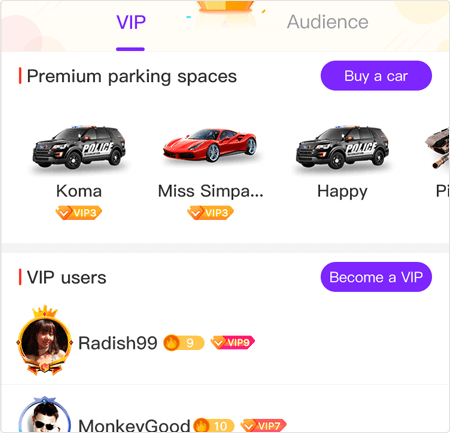 VIP Audience
Premium parking spaces Buy a car
POLICE POLICE
Koma Miss Simpa... Happy
VIP3 VIP3
VIP users Become a VIP
Radish99 9 VIP9
MonkeyGood 10 VIP7